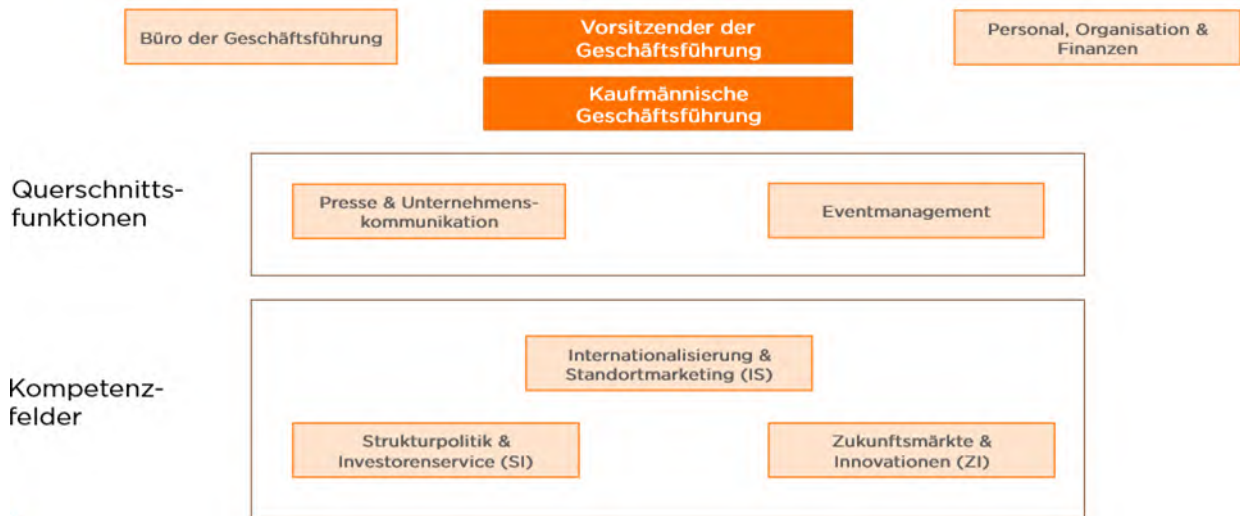 Büro der Geschäftsführung
Vorsitzender der
Geschäftsführung
Personal, Organisation &
Finanzen
Kaufmännische
Geschäftsführung
Querschnitts-
funktionen
Presse & Unternehmens-
kommunikation
Eventmanagement
Kompetenz-
felder
Internationalisierung &
Standortmarketing (IS)
Strukturpolitik &
Investorenservice (SI)
Zukunftsmärkte &
Innovationen (ZI)